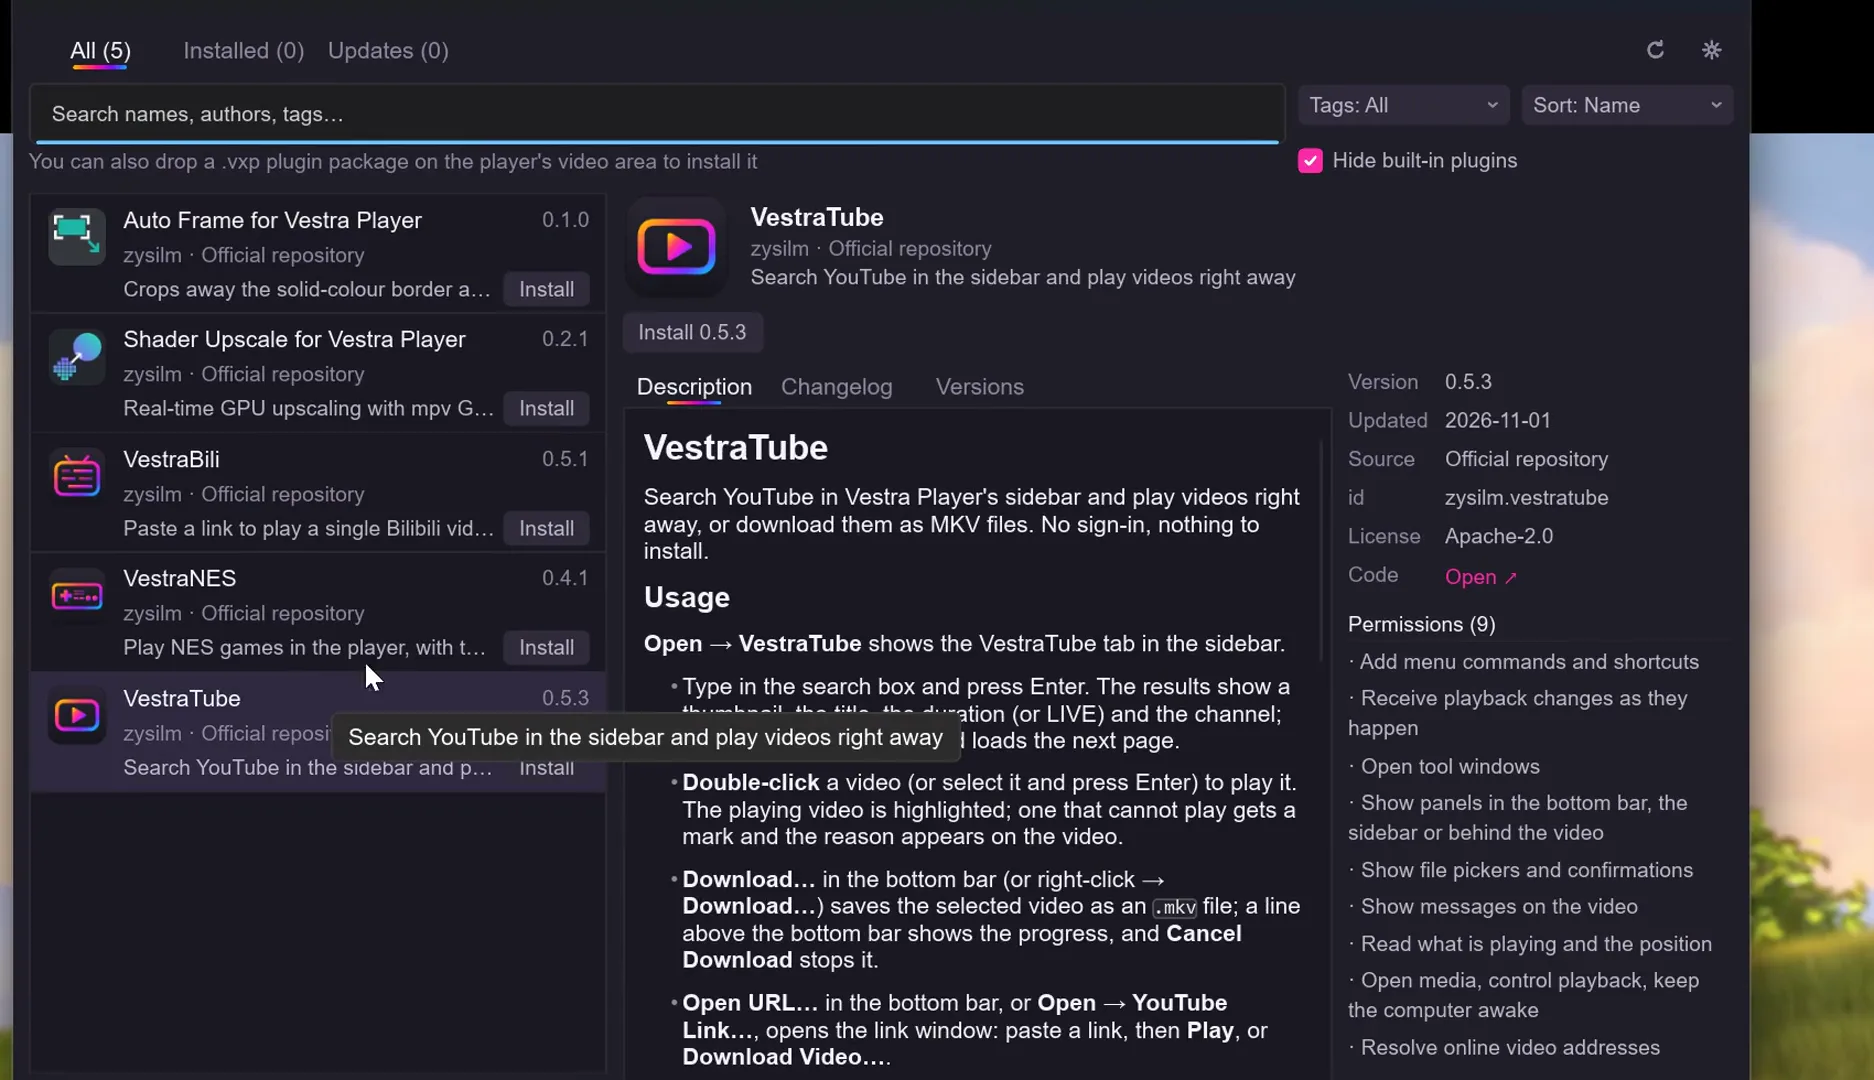 All (5) Installed (0) Updates (0)
Search names, authors, tags…
Tags: All
Sort: Name
You can also drop a .vxp plugin package on the player's video area to install it
Hide built-in plugins
Auto Frame for Vestra Player 0.1.0
zysilm · Official repository
Crops away the solid-colour border a… Install
Shader Upscale for Vestra Player 0.2.1
zysilm · Official repository
Real-time GPU upscaling with mpv G… Install
VestraBili 0.5.1
zysilm · Official repository
Paste a link to play a single Bilibili vid… Install
VestraNES 0.4.1
zysilm · Official repository
Play NES games in the player, with t… Install
VestraTube 0.5.3
zysilm · Official
Search YouTube in the sidebar and p… Install
Search YouTube in the sidebar and play videos right away
VestraTube
zysilm · Official repository
Search YouTube in the sidebar and play videos right away
Install 0.5.3
Description Changelog Versions
VestraTube
Search YouTube in Vestra Player's sidebar and play videos right
away, or download them as MKV files. No sign-in, nothing to
install.
Usage
Open → VestraTube shows the VestraTube tab in the sidebar.
• Type in the search box and press Enter. The results show a
thumbnail, the title, the duration (or LIVE) and the channel;
loads the next page.
• Double-click a video (or select it and press Enter) to play it.
The playing video is highlighted; one that cannot play gets a
mark and the reason appears on the video.
• Download… in the bottom bar (or right-click →
Download…) saves the selected video as an .mkv file; a line
above the bottom bar shows the progress, and Cancel
Download stops it.
• Open URL… in the bottom bar, or Open → YouTube
Link…, opens the link window: paste a link, then Play, or
Download Video….
Version 0.5.3
Updated 2026-11-01
Source Official repository
id zysilm.vestratube
License Apache-2.0
Code Open ↗
Permissions (9)
· Add menu commands and shortcuts
· Receive playback changes as they
happen
· Open tool windows
· Show panels in the bottom bar, the
sidebar or behind the video
· Show file pickers and confirmations
· Show messages on the video
· Read what is playing and the position
· Open media, control playback, keep
the computer awake
· Resolve online video addresses